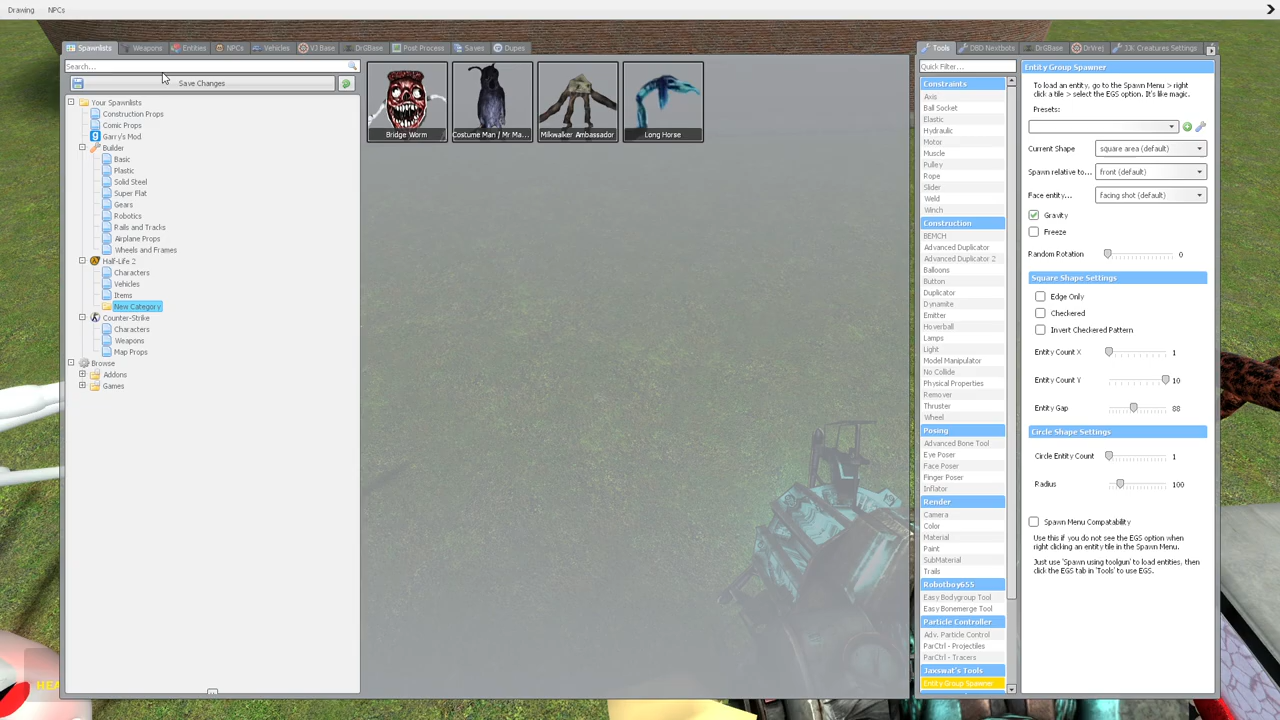 Drawing NPCs
Spawnlists Weapons Entities NPCs Vehicles VJ Base DrGBase Post Process Saves Dupes
Search...
Save Changes
Your Spawnlists
Construction Props
Comic Props
Garry's Mod
Builder
Basic
Plastic
Solid Steel
Super Plat
Gears
Robotics
Rails and Tracks
Airplane Props
Wheels and Frames
Half-Life 2
Characters
Vehicles
Items
New Category
Counter-Strike
Characters
Weapons
Map Props
Browse
Addons
Games
Bridge Worm
Costume Man / Mr Ma...
Milkwalker Ambassador
Long Horse
Tools DBD Nextbots DrGBase DrVrej JJk Creatures Settings
Quick Filter...
Constraints
Axis
Ball Socket
Elastic
Hydraulic
Motor
Muscle
Pulley
Rope
Slider
Weld
Winch
Construction
BEMCH
Advanced Duplicator
Advanced Duplicator 2
Balloons
Button
Duplicator
Dynamite
Emitter
Hoverball
Lamps
Light
Model Manipulator
No Collide
Physical Properties
Remover
Thruster
Wheel
Posing
Advanced Bone Tool
Eye Poser
Face Poser
Finger Poser
Inflator
Render
Camera
Color
Material
Paint
SubMaterial
Trails
Robotboy655
Easy Bodygroup Tool
Easy Bonemerge Tool
Particle Controller
Adv. Particle Control
ParCtrl - Projectiles
ParCtrl - Tracers
Jaxswat's Tools
Entity Group Spawner
Entity Group Spawner
To load an entity, go to the Spawn Menu > right
click a tile > select the EGS option. It's like magic.
Presets:
Current Shape square area (default)
Spawn relative to... front (default)
Face entity... facing shot (default)
Gravity
Freeze
Random Rotation 0
Square Shape Settings
Edge Only
Checkered
Invert Checkered Pattern
Entity Count X 1
Entity Count Y 10
Entity Gap 88
Circle Shape Settings
Circle Entity Count 1
Radius 100
Spawn Menu Compatability
Use this if you do not see the EGS option when
right clicking an entity tile in the Spawn Menu.
Just use 'Spawn using toolgun' to load entities, then
click the EGS tab in 'Tools' to use EGS.